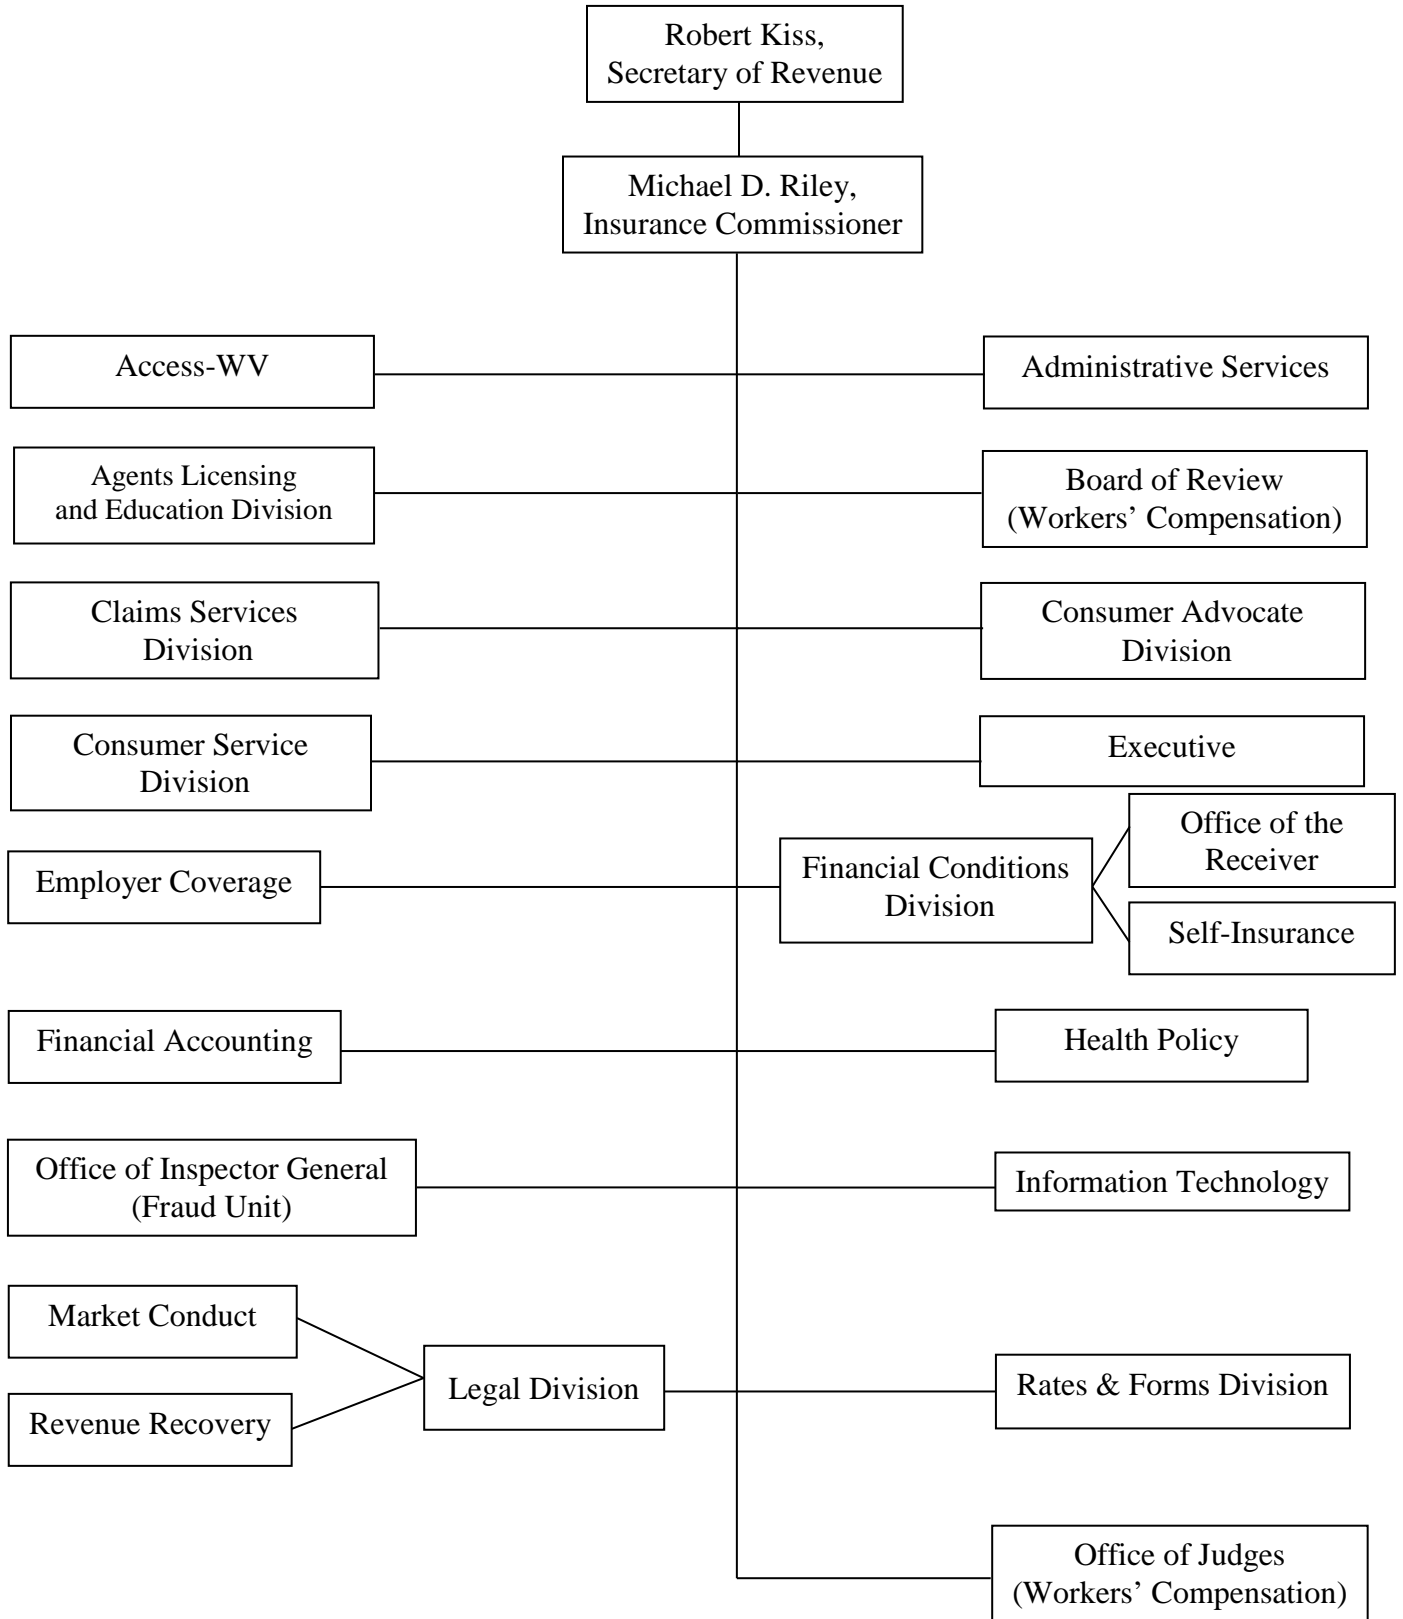 Robert Kiss,
Secretary of Revenue
Michael D. Riley,
Insurance Commissioner
Access-WV
Administrative Services
Agents Licensing
and Education Division
Board of Review
(Workers’ Compensation)
Claims Services
Division
Consumer Advocate
Division
Consumer Service
Division
Executive
Office of the
Receiver
Employer Coverage
Financial Conditions
Division
Self-Insurance
Financial Accounting
Health Policy
Office of Inspector General
(Fraud Unit)
Information Technology
Market Conduct
Legal Division
Rates & Forms Division
Revenue Recovery
Office of Judges
(Workers’ Compensation)